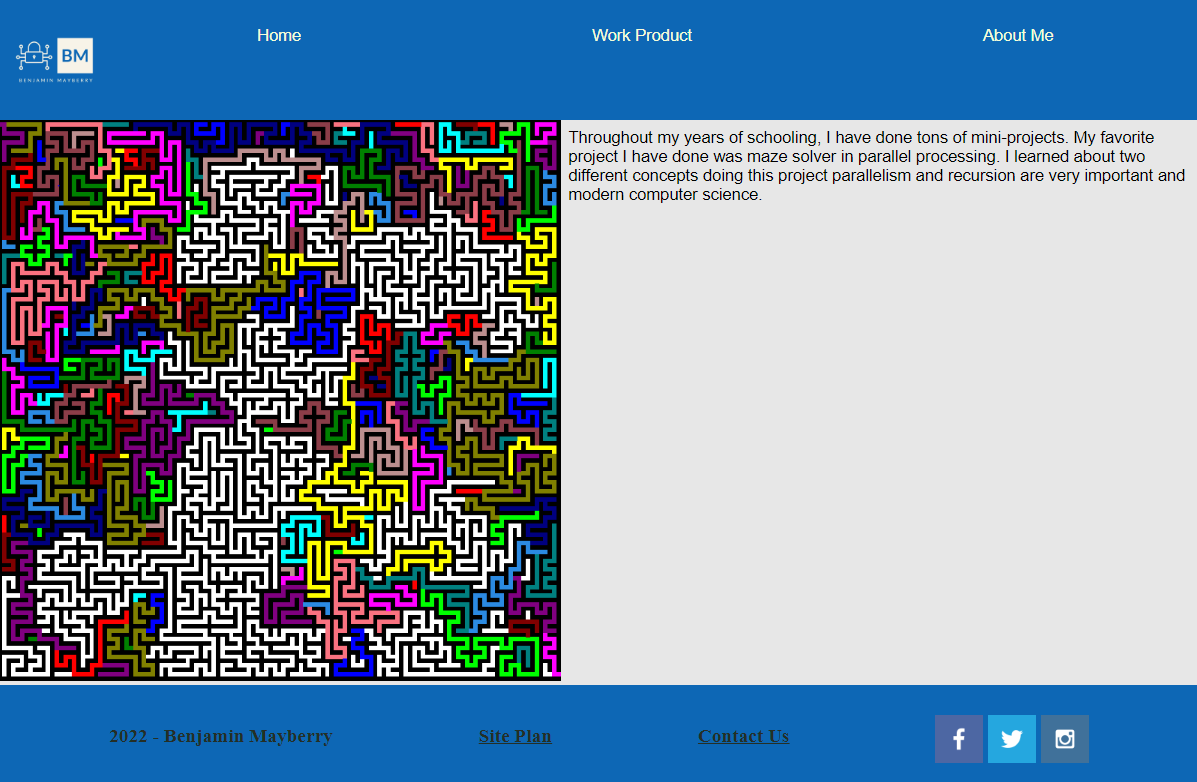 Home
Work Product
About Me
BM
BENJAMIN MAYBERRY
Throughout my years of schooling, I have done tons of mini-projects. My favorite
project I have done was maze solver in parallel processing. I learned about two
different concepts doing this project parallelism and recursion are very important and
modern computer science.
2022 - Benjamin Mayberry
Site Plan
Contact Us